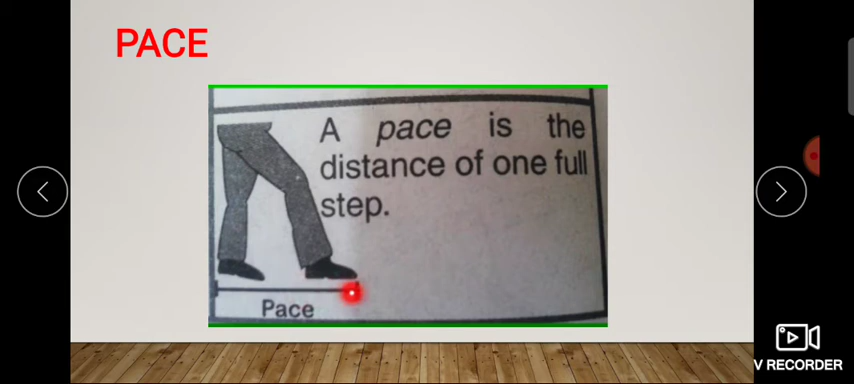 PACE
A pace is the
distance of one full
step.
Pace
V RECORDER